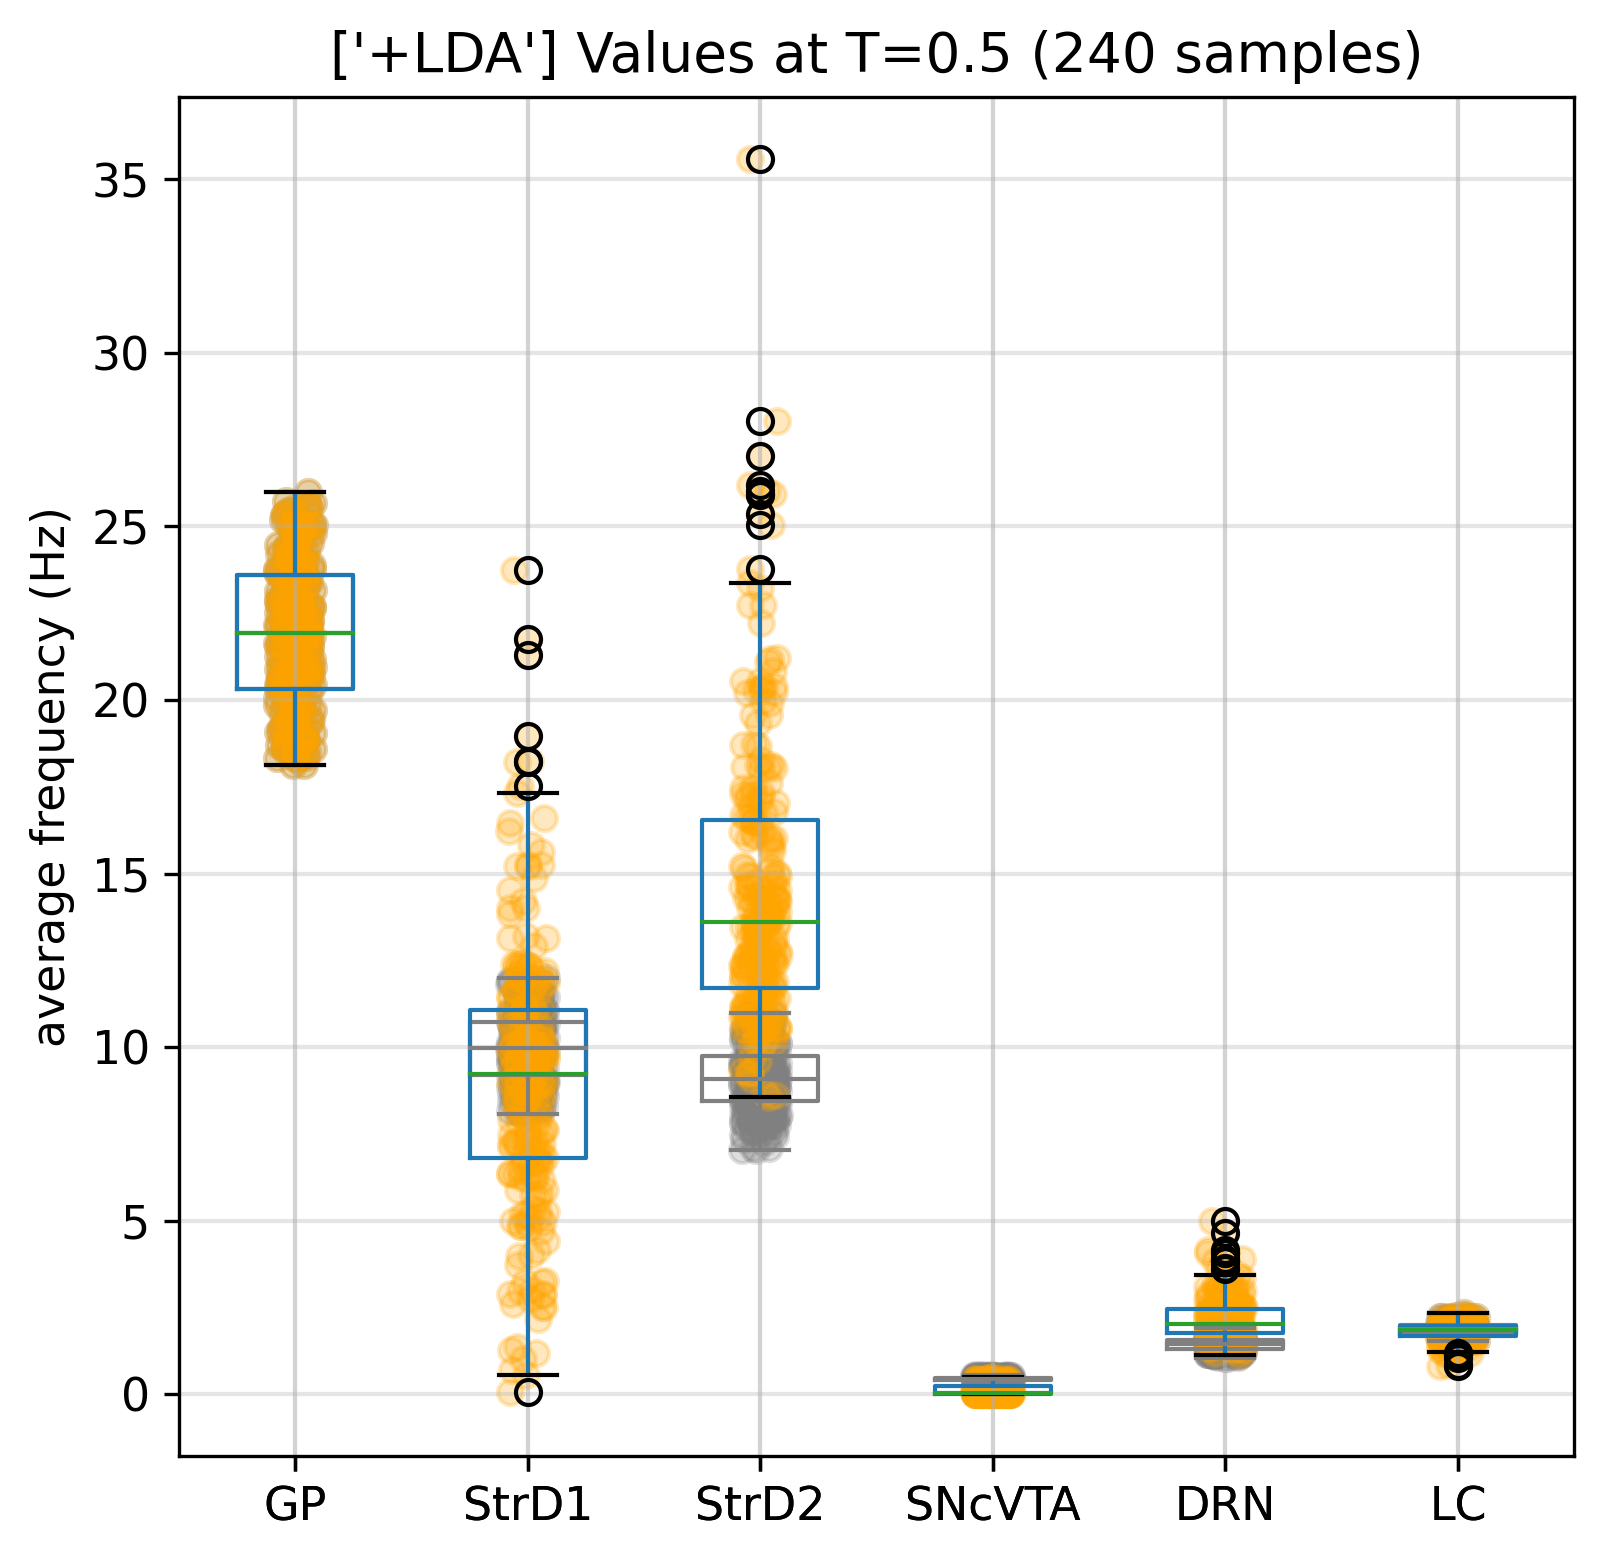 ['+LDA'] Values at T=0.5 (240 samples)
average frequency (Hz)
35
30
25
20
15
10
5
0
GP StrD1 StrD2 SNcVTA DRN LC